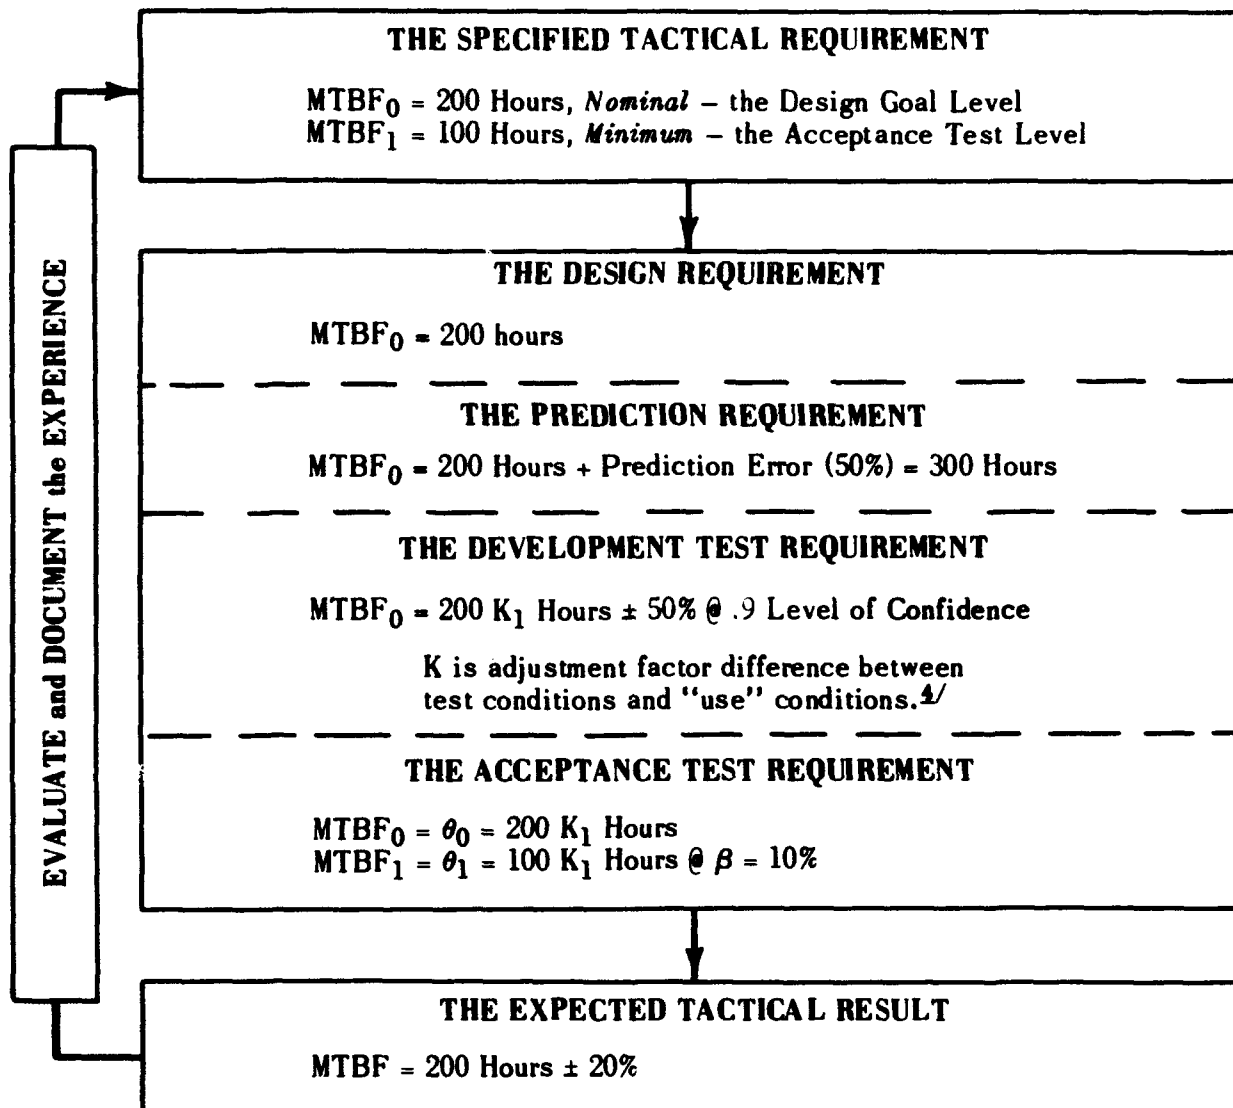 THE SPECIFIED TACTICAL REQUIREMENT
MTBF₀ = 200 Hours, Nominal – the Design Goal Level
MTBF₁ = 100 Hours, Minimum – the Acceptance Test Level
EVALUATE and DOCUMENT the EXPERIENCE
THE DESIGN REQUIREMENT
MTBF₀ = 200 hours
THE PREDICTION REQUIREMENT
MTBF₀ = 200 Hours + Prediction Error (50%) = 300 Hours
THE DEVELOPMENT TEST REQUIREMENT
MTBF₀ = 200 K₁ Hours ± 50% @ .9 Level of Confidence
K is adjustment factor difference between
test conditions and “use” conditions.4/
THE ACCEPTANCE TEST REQUIREMENT
MTBF₀ = θ₀ = 200 K₁ Hours
MTBF₁ = θ₁ = 100 K₁ Hours @ β = 10%
THE EXPECTED TACTICAL RESULT
MTBF = 200 Hours ± 20%